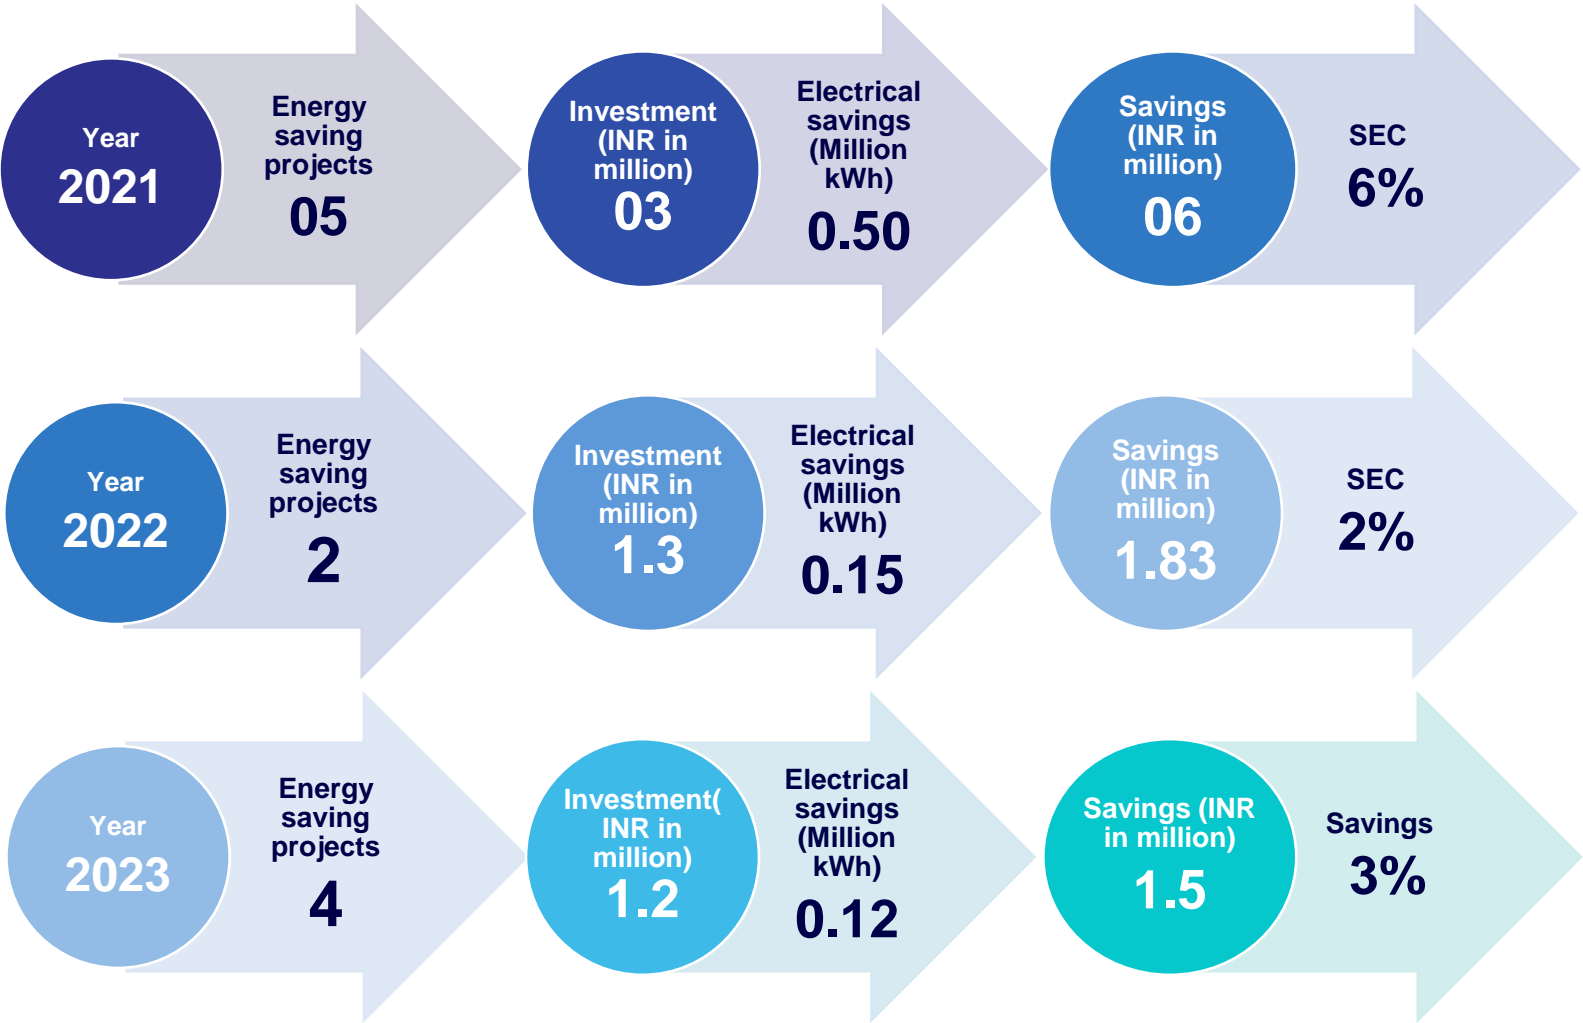 Year
2021
Energy
saving
projects
05
Investment
(INR in
million)
03
Electrical
savings
(Million
kWh)
0.50
Savings
(INR in
million)
06
SEC
6%
Year
2022
Energy
saving
projects
2
Investment
(INR in
million)
1.3
Electrical
savings
(Million
kWh)
0.15
Savings
(INR in
million)
1.83
SEC
2%
Year
2023
Energy
saving
projects
4
Investment(
INR in
million)
1.2
Electrical
savings
(Million
kWh)
0.12
Savings (INR
in million)
1.5
Savings
3%